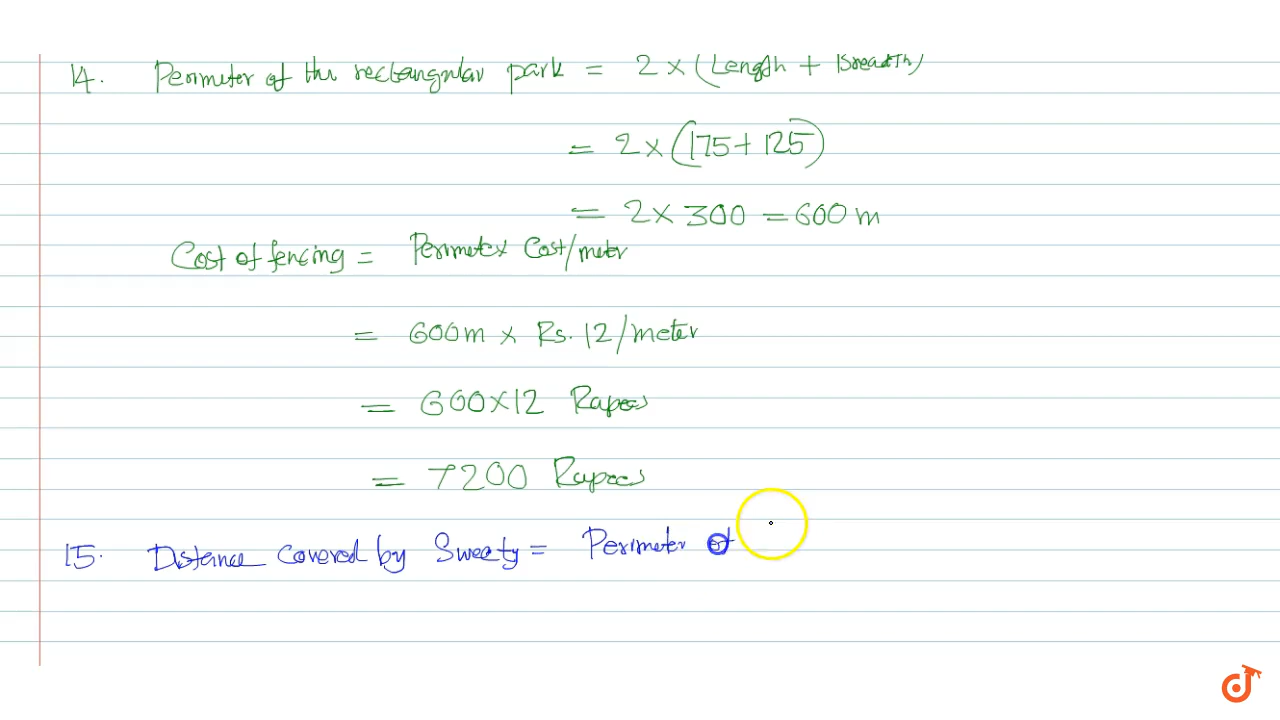 14. Perimeter of the rectangular park = 2 × (Length + Breadth)
= 2 × (175 + 125)
= 2 × 300 = 600 m
Cost of fencing = Perimeter × Cost/meter
= 600m × Rs. 12/meter
= 600 × 12 Rupees
= 7200 Rupees
15. Distance covered by Sweety = Perimeter of